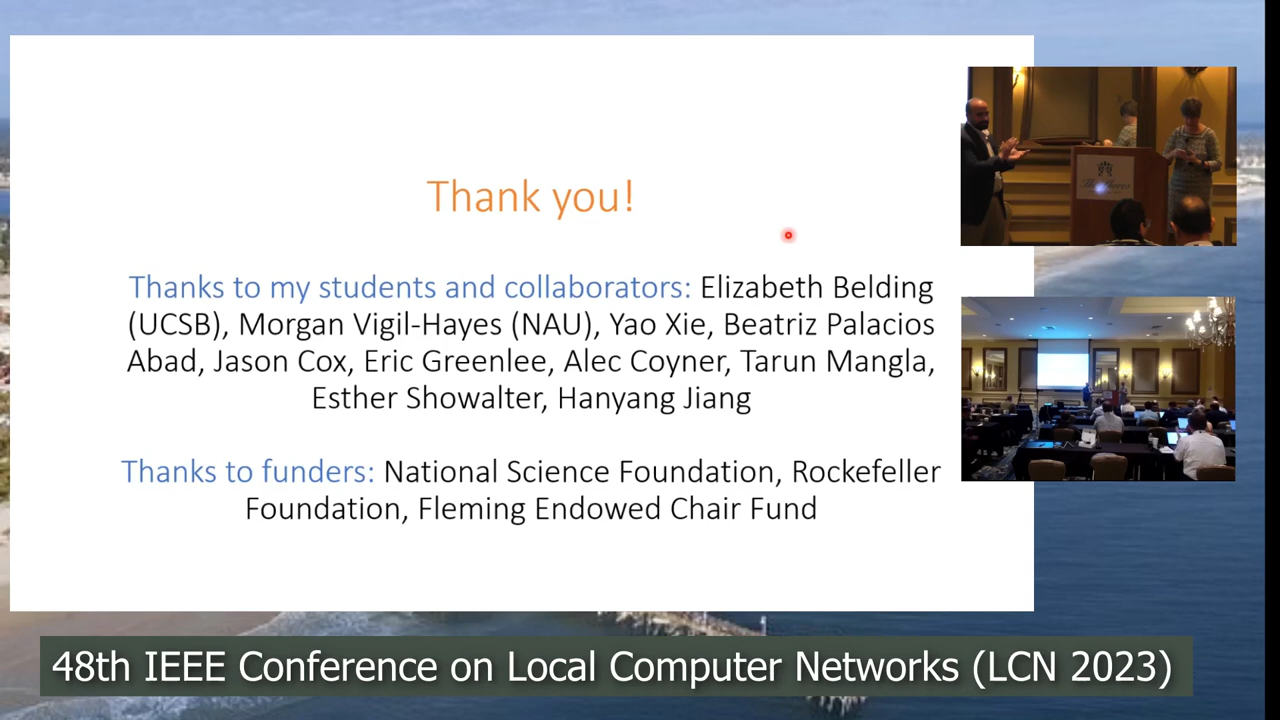 Thank you!
Thanks to my students and collaborators: Elizabeth Belding
(UCSB), Morgan Vigil-Hayes (NAU), Yao Xie, Beatriz Palacios
Abad, Jason Cox, Eric Greenlee, Alec Coyner, Tarun Mangla,
Esther Showalter, Hanyang Jiang
Thanks to funders: National Science Foundation, Rockefeller
Foundation, Fleming Endowed Chair Fund
48th IEEE Conference on Local Computer Networks (LCN 2023)